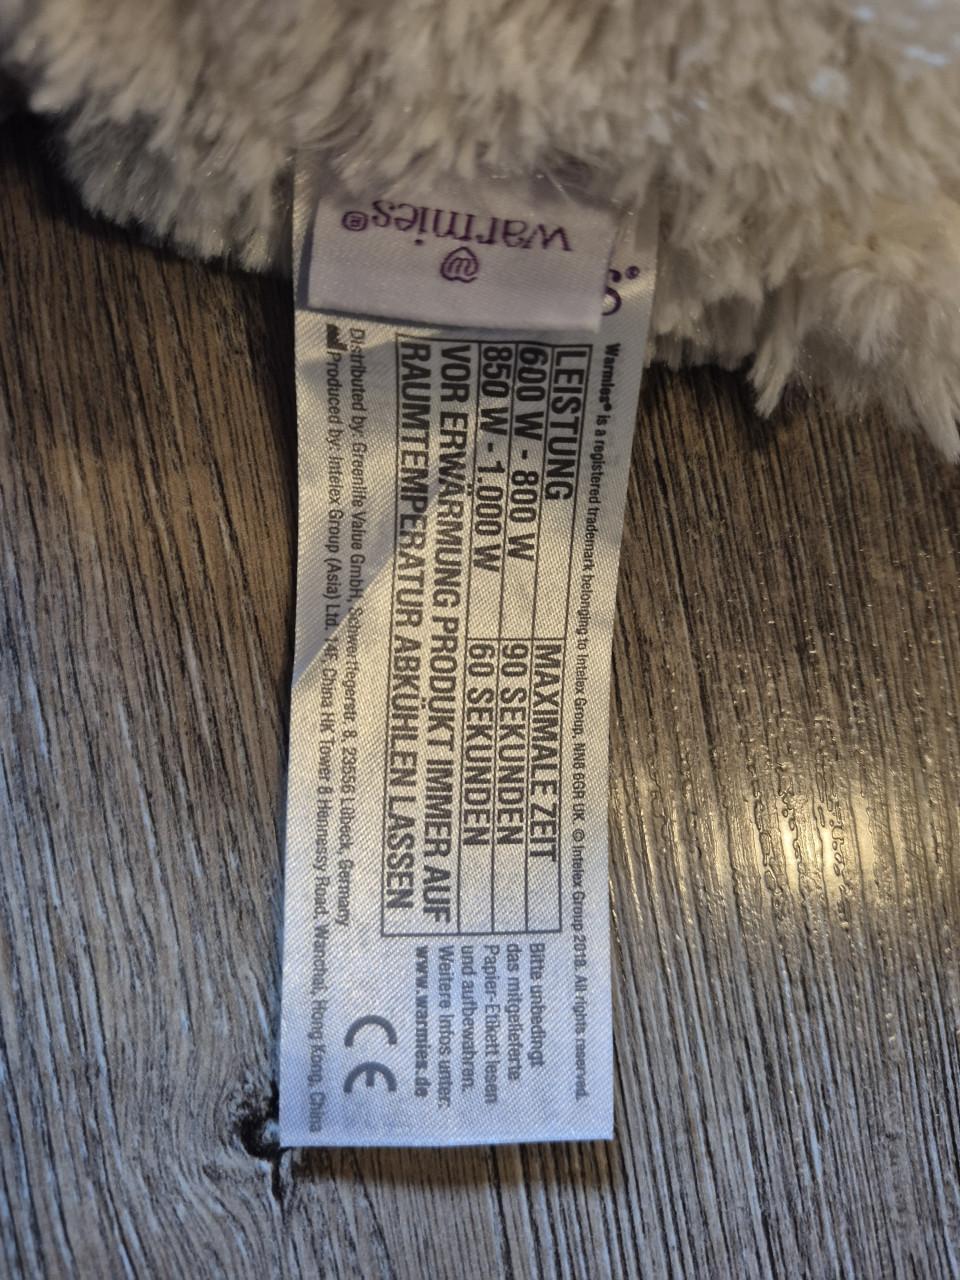 warmies®
Warmies® is a registered trademark belonging to Intelex Group, NN8 6GR UK © Intelex Group 2018. All rights reserved.
LEISTUNG MAXIMALE ZEIT
600 W - 800 W 90 SEKUNDEN
850 W - 1.000 W 60 SEKUNDEN
VOR ERWÄRMUNG PRODUKT IMMER AUF
RAUMTEMPERATUR ABKÜHLEN LASSEN
Bitte unbedingt
das mitgelieferte
Papier-Etikett lesen
und aufbewahren.
Weitere Infos unter:
www.warmies.de
CE
Distributed by: Greenlife Value GmbH, Schwertfegerstr. 8, 23556 Lübeck, Germany
Produced by: Intelex Group (Asia) Ltd. 14F, China HK Tower 8 Hennessy Road, Wanchai, Hong Kong, China